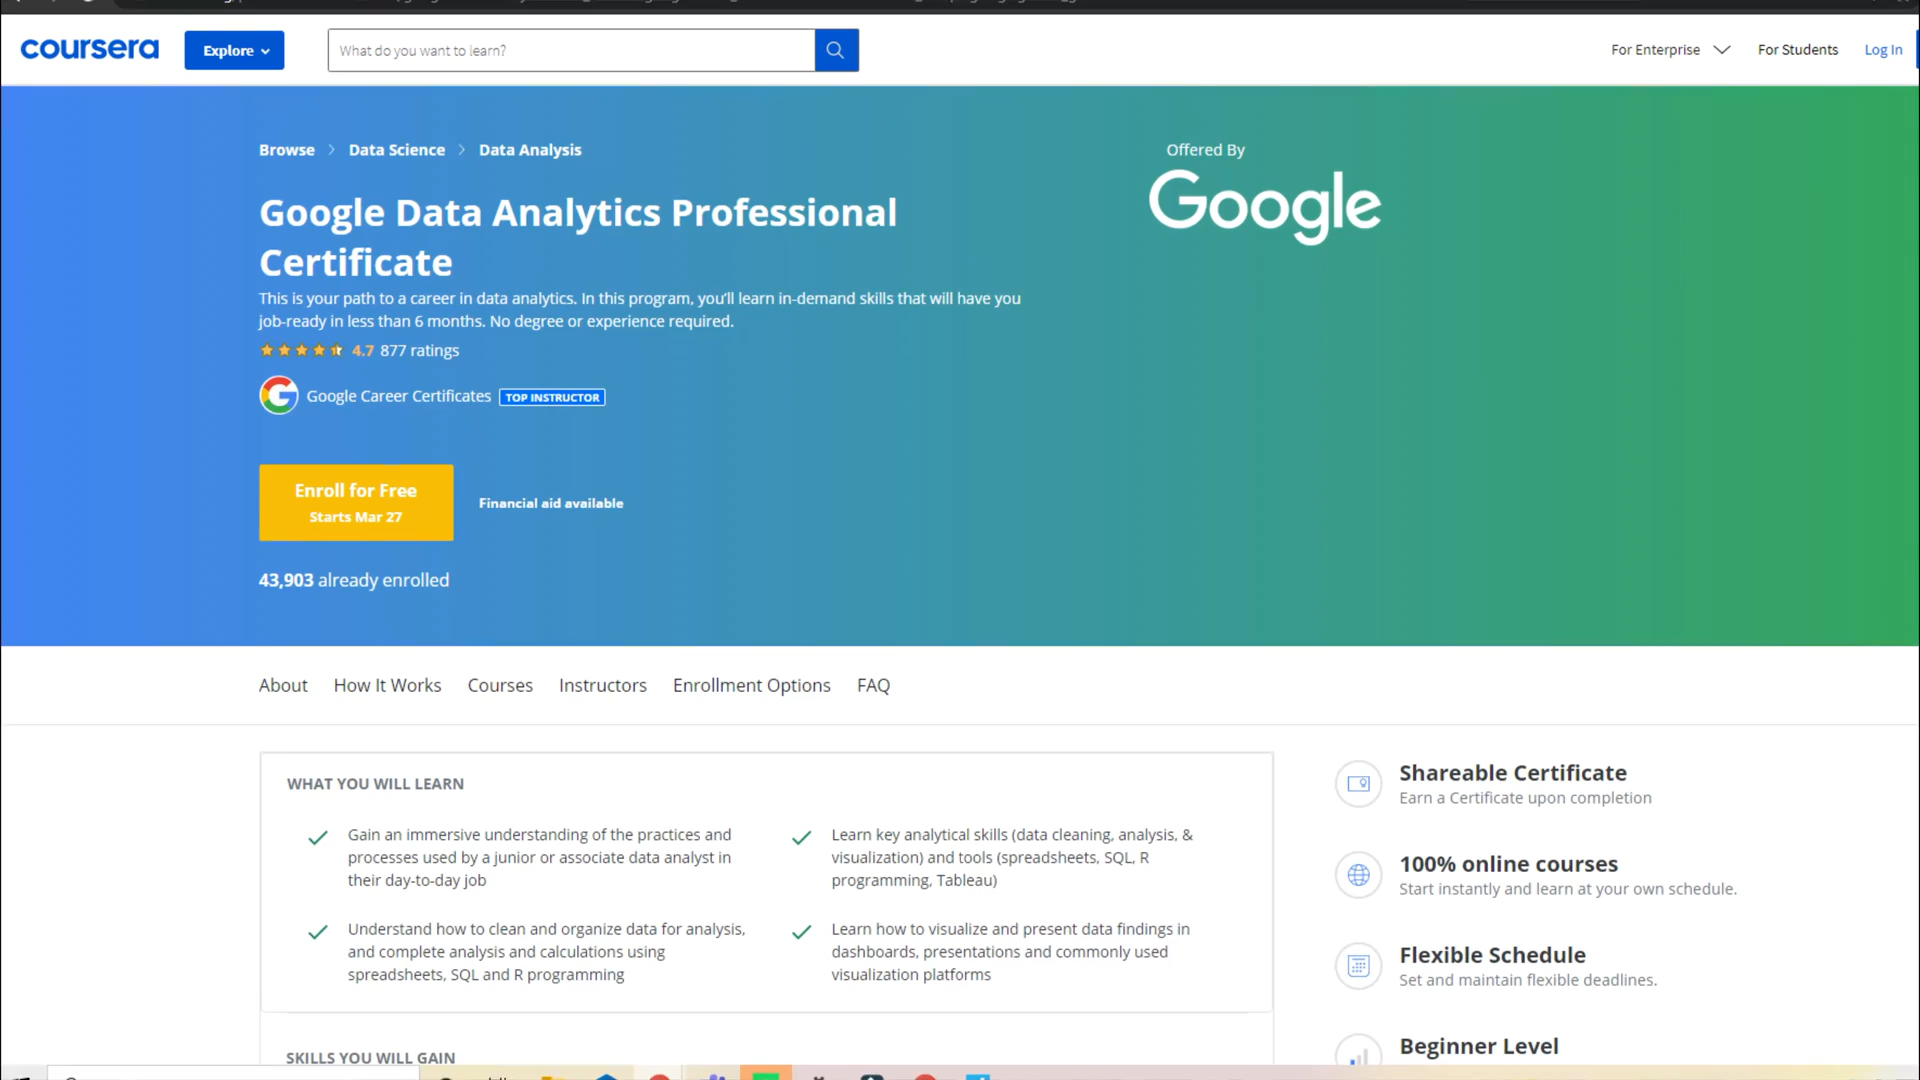 coursera
Explore
What do you want to learn?
For Enterprise
For Students
Log In
Browse > Data Science > Data Analysis
Offered By
Google
Google Data Analytics Professional
Certificate
This is your path to a career in data analytics. In this program, you'll learn in-demand skills that will have you
job-ready in less than 6 months. No degree or experience required.
4.7 877 ratings
Google Career Certificates TOP INSTRUCTOR
Enroll for Free
Starts Mar 27
Financial aid available
43,903 already enrolled
About
How It Works
Courses
Instructors
Enrollment Options
FAQ
WHAT YOU WILL LEARN
Gain an immersive understanding of the practices and
processes used by a junior or associate data analyst in
their day-to-day job
Learn key analytical skills (data cleaning, analysis, &
visualization) and tools (spreadsheets, SQL, R
programming, Tableau)
Understand how to clean and organize data for analysis,
and complete analysis and calculations using
spreadsheets, SQL and R programming
Learn how to visualize and present data findings in
dashboards, presentations and commonly used
visualization platforms
SKILLS YOU WILL GAIN
Shareable Certificate
Earn a Certificate upon completion
100% online courses
Start instantly and learn at your own schedule.
Flexible Schedule
Set and maintain flexible deadlines.
Beginner Level